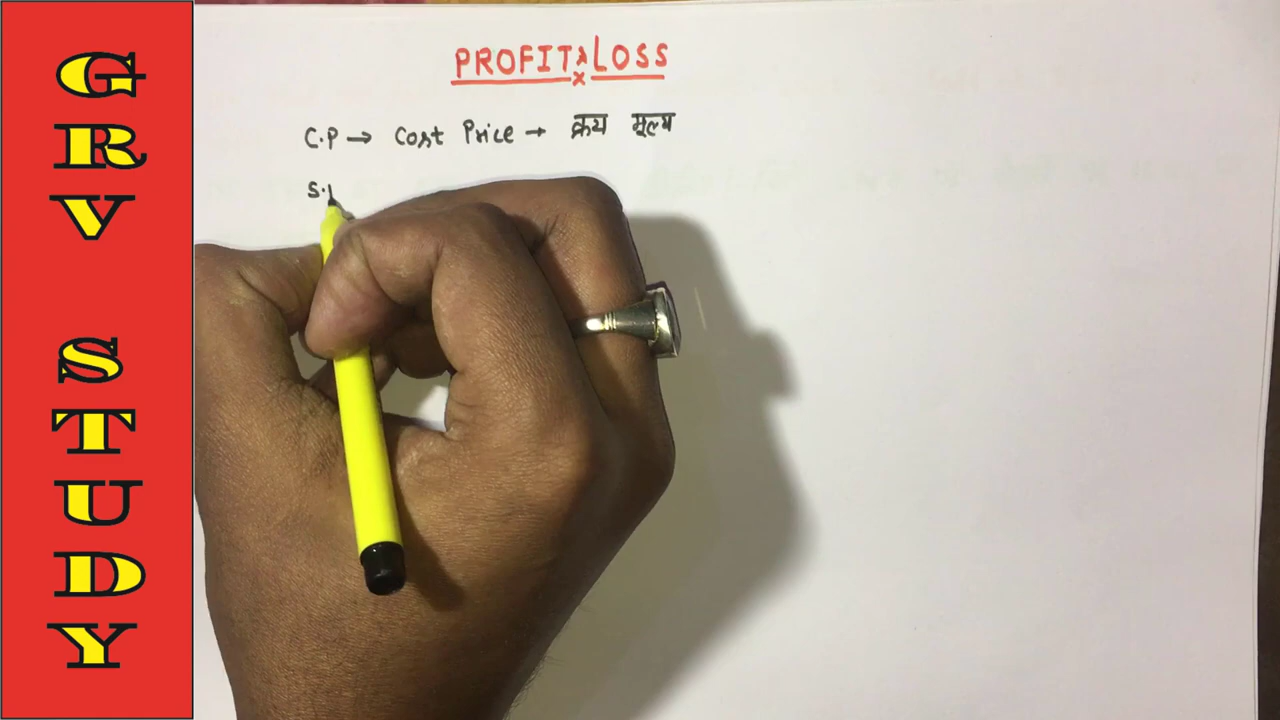 GRV STUDY
PROFIT & LOSS
C.P → Cost Price → क्रय मूल्य
S.